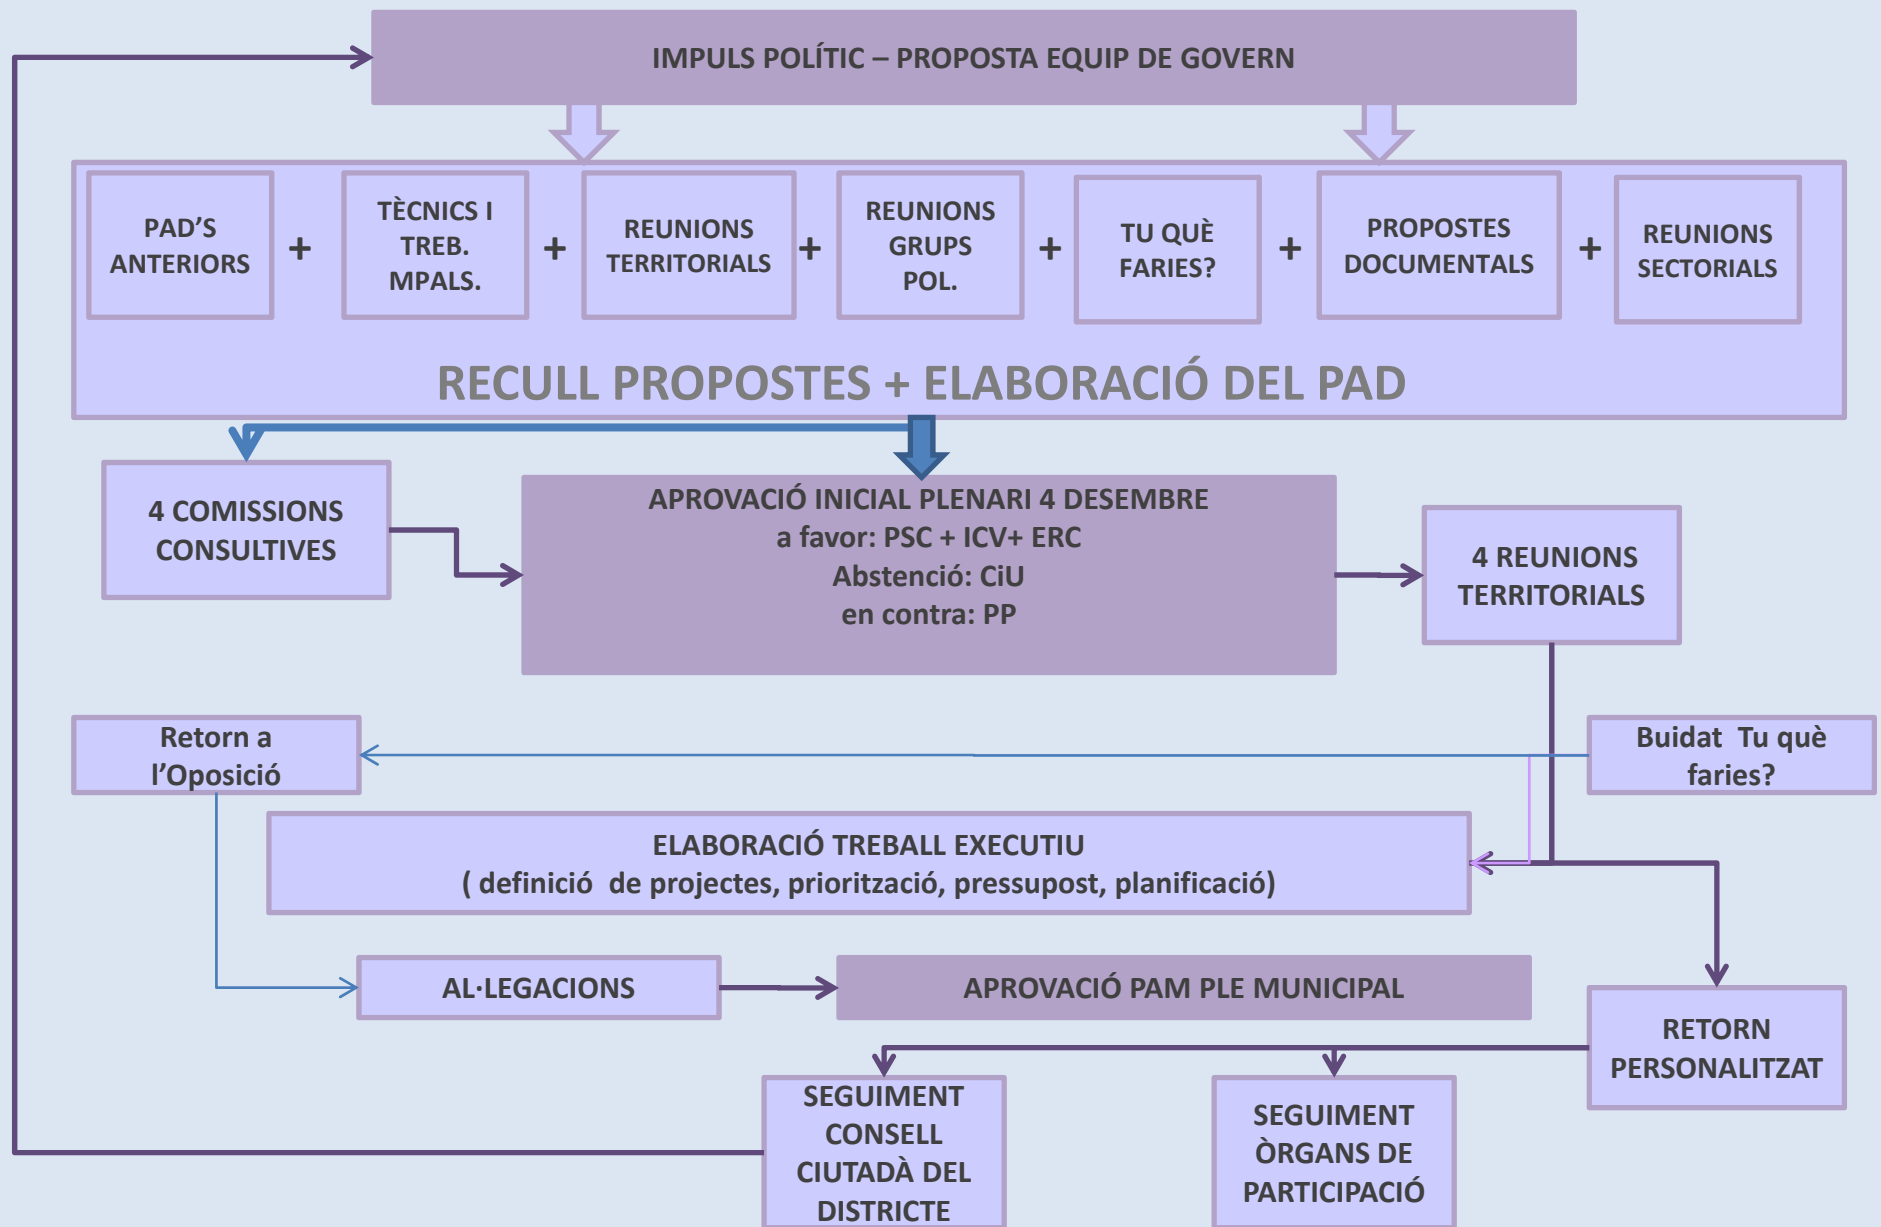 IMPULS POLÍTIC – PROPOSTA EQUIP DE GOVERN
PAD'S
ANTERIORS
+
TÈCNICS I
TREB.
MPALS.
+
REUNIONS
TERRITORIALS
+
REUNIONS
GRUPS
POL.
+
TU QUÈ
FARIES?
+
PROPOSTES
DOCUMENTALS
+
REUNIONS
SECTORIALS
RECULL PROPOSTES + ELABORACIÓ DEL PAD
4 COMISSIONS
CONSULTIVES
APROVACIÓ INICIAL PLENARI 4 DESEMBRE
a favor: PSC + ICV+ ERC
Abstenció: CiU
en contra: PP
4 REUNIONS
TERRITORIALS
Retorn a
l'Oposició
Buidat  Tu què
faries?
ELABORACIÓ TREBALL EXECUTIU
( definició  de projectes, priorització, pressupost, planificació)
AL·LEGACIONS
APROVACIÓ PAM PLE MUNICIPAL
RETORN
PERSONALITZAT
SEGUIMENT
CONSELL
CIUTADÀ DEL
DISTRICTE
SEGUIMENT
ÒRGANS DE
PARTICIPACIÓ